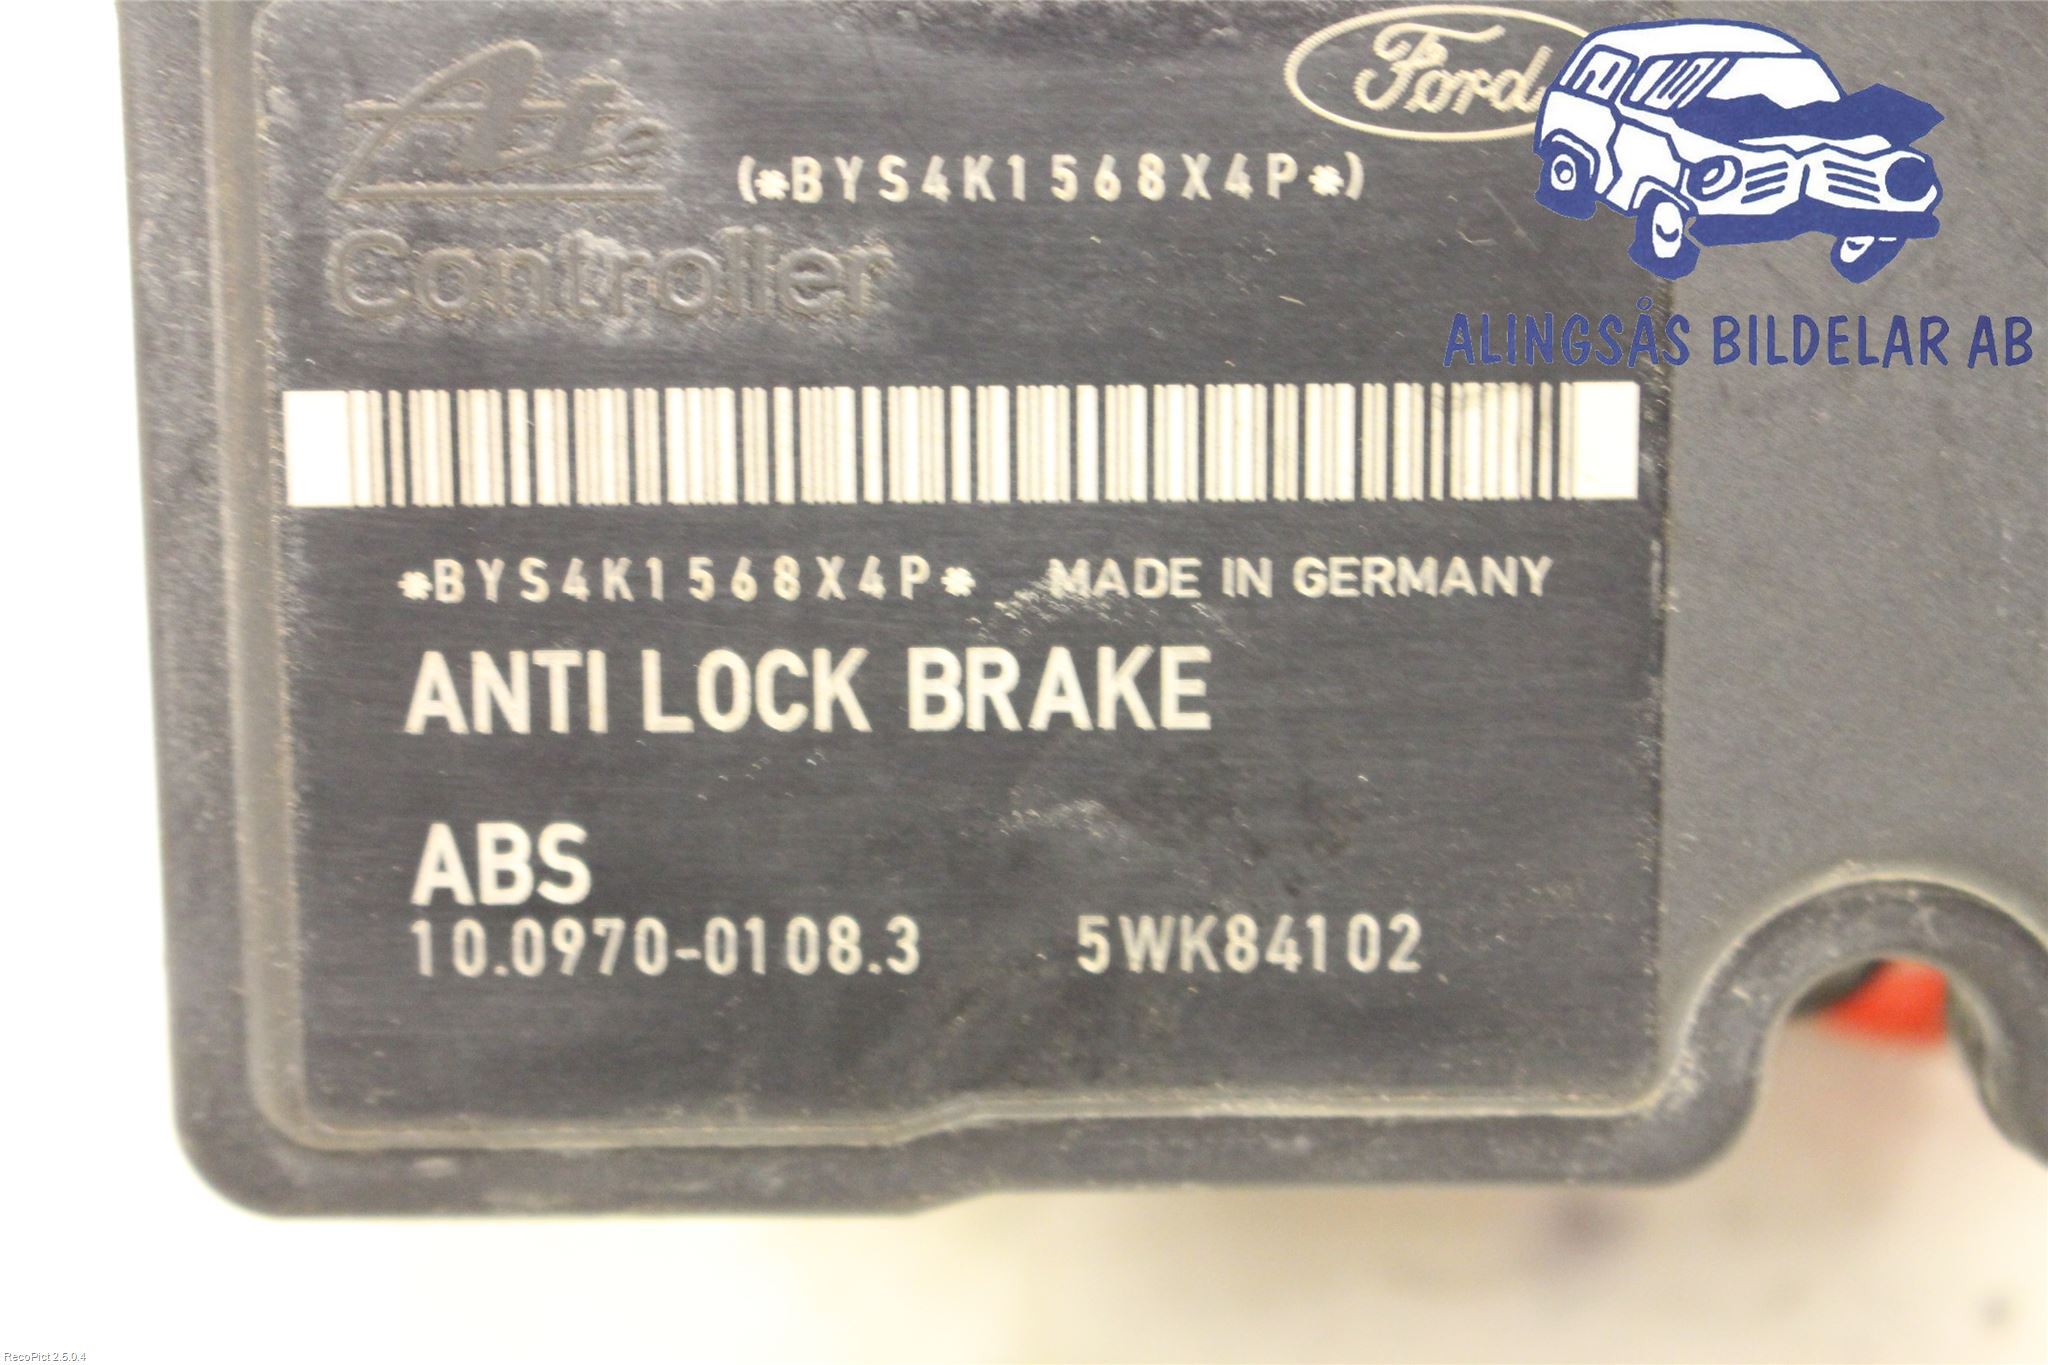 Ford
Ate
(*BYS4K1568X4P*)
Controller
ALINGSÅS BILDELAR AB
*BYS4K1568X4P* MADE IN GERMANY
ANTI LOCK BRAKE
ABS
10.0970-0108.3 5WK84102
RecoPict 2.5.0.4